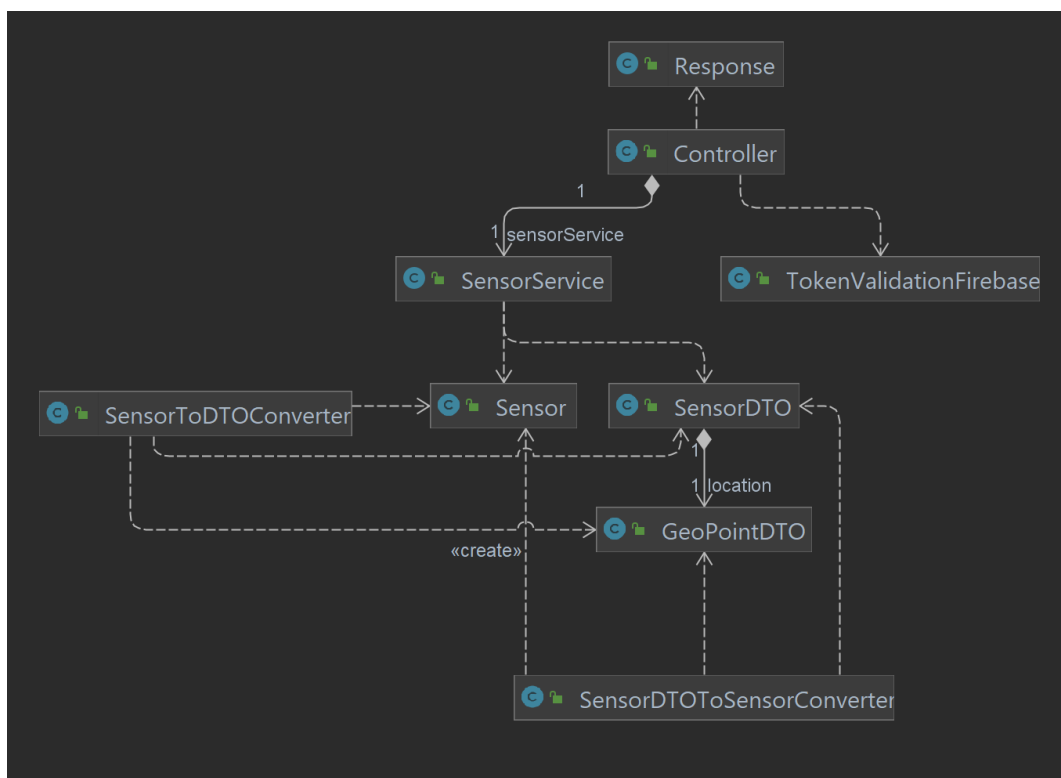 Response
Controller
1
1 sensorService
SensorService
TokenValidationFirebase
SensorToDTOConverter
Sensor
SensorDTO
1
1 location
GeoPointDTO
«create»
SensorDTOToSensorConverter